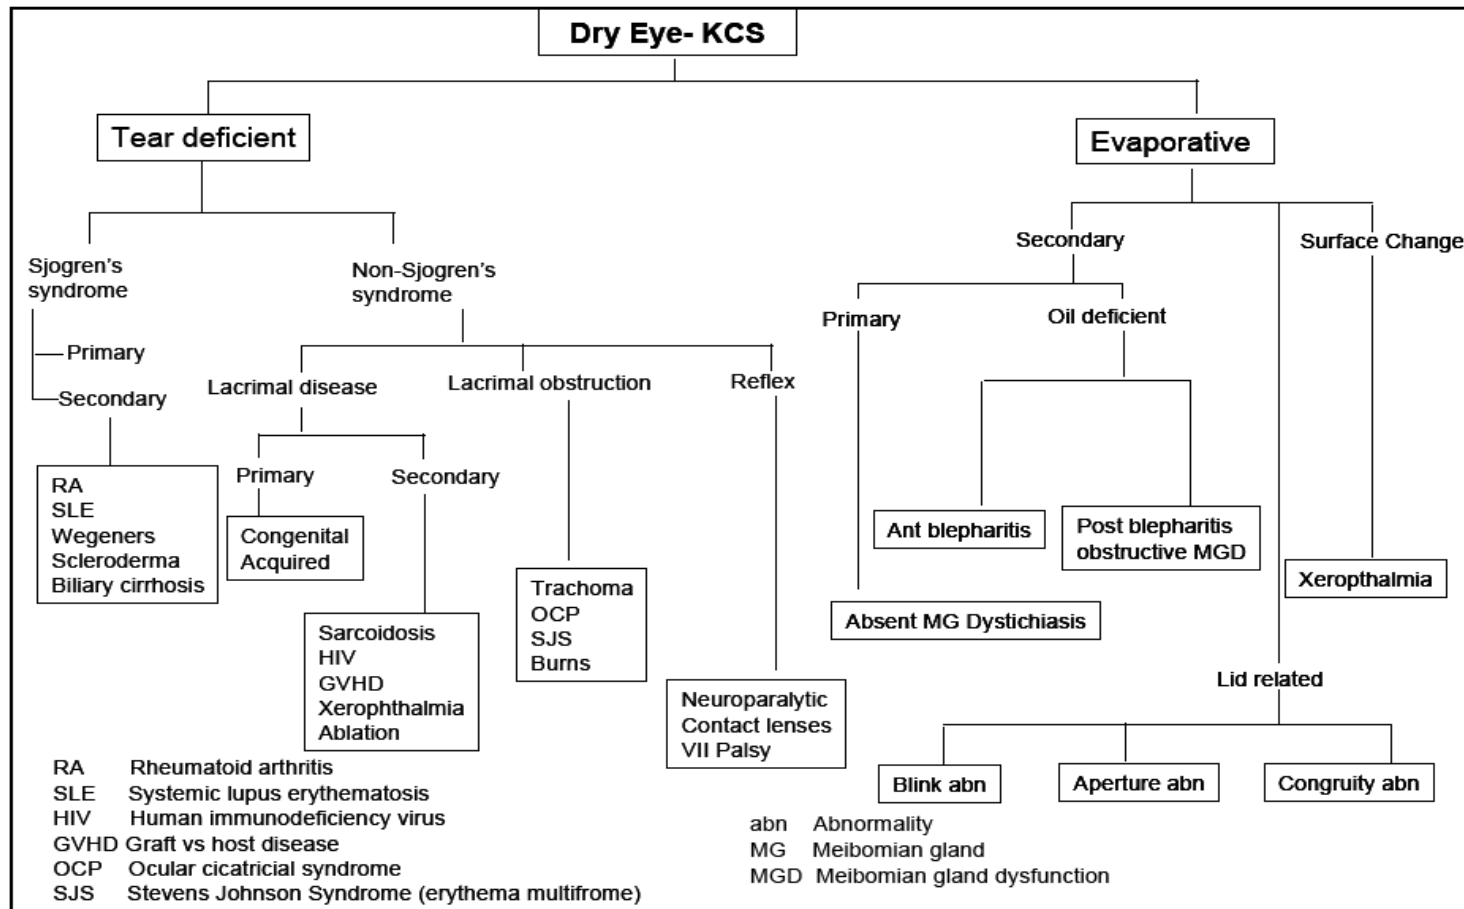 Dry Eye- KCS
Tear deficient
Evaporative
Sjogren's
syndrome
Primary
Secondary
RA
SLE
Wegeners
Scleroderma
Biliary cirrhosis
Non-Sjogren's
syndrome
Lacrimal disease
Primary
Congenital
Acquired
Secondary
Sarcoidosis
HIV
GVHD
Xerophthalmia
Ablation
Lacrimal obstruction
Trachoma
OCP
SJS
Burns
Reflex
Neuroparalytic
Contact lenses
VII Palsy
Secondary
Primary
Absent MG Dystichiasis
Oil deficient
Ant blepharitis
Post blepharitis
obstructive MGD
Surface Change
Xeropthalmia
Lid related
Blink abn
Aperture abn
Congruity abn
RA Rheumatoid arthritis
SLE Systemic lupus erythematosis
HIV Human immunodeficiency virus
GVHD Graft vs host disease
OCP Ocular cicatricial syndrome
SJS Stevens Johnson Syndrome (erythema multifrome)
abn Abnormality
MG Meibomian gland
MGD Meibomian gland dysfunction